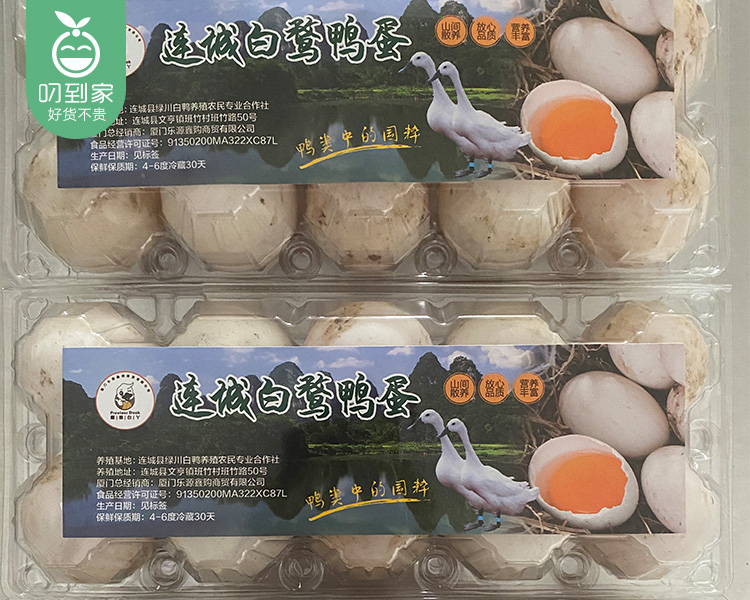 叨到家
好货不贵
连城白鹜鸭蛋
山间
散养
放心
品质
营养
丰富
连城县绿川白鸭养殖农民专业合作社
地址：连城县文亨镇班竹村班竹路50号
门总经销商：厦门乐源鑫购商贸有限公司
食品经营许可证号：91350200MA322XC87L
生产日期：见标签
保鲜保质期：4-6度冷藏30天
鸭类中的国粹
连城白鹜鸭蛋
山间
散养
放心
品质
营养
丰富
养殖基地：连城县绿川白鸭养殖农民专业合作社
养殖地址：连城县文亨镇班竹村班竹路50号
厦门总经销商：厦门乐源鑫购商贸有限公司
食品经营许可证号：91350200MA322XC87L
生产日期：见标签
保鲜保质期：4-6度冷藏30天
鸭类中的国粹